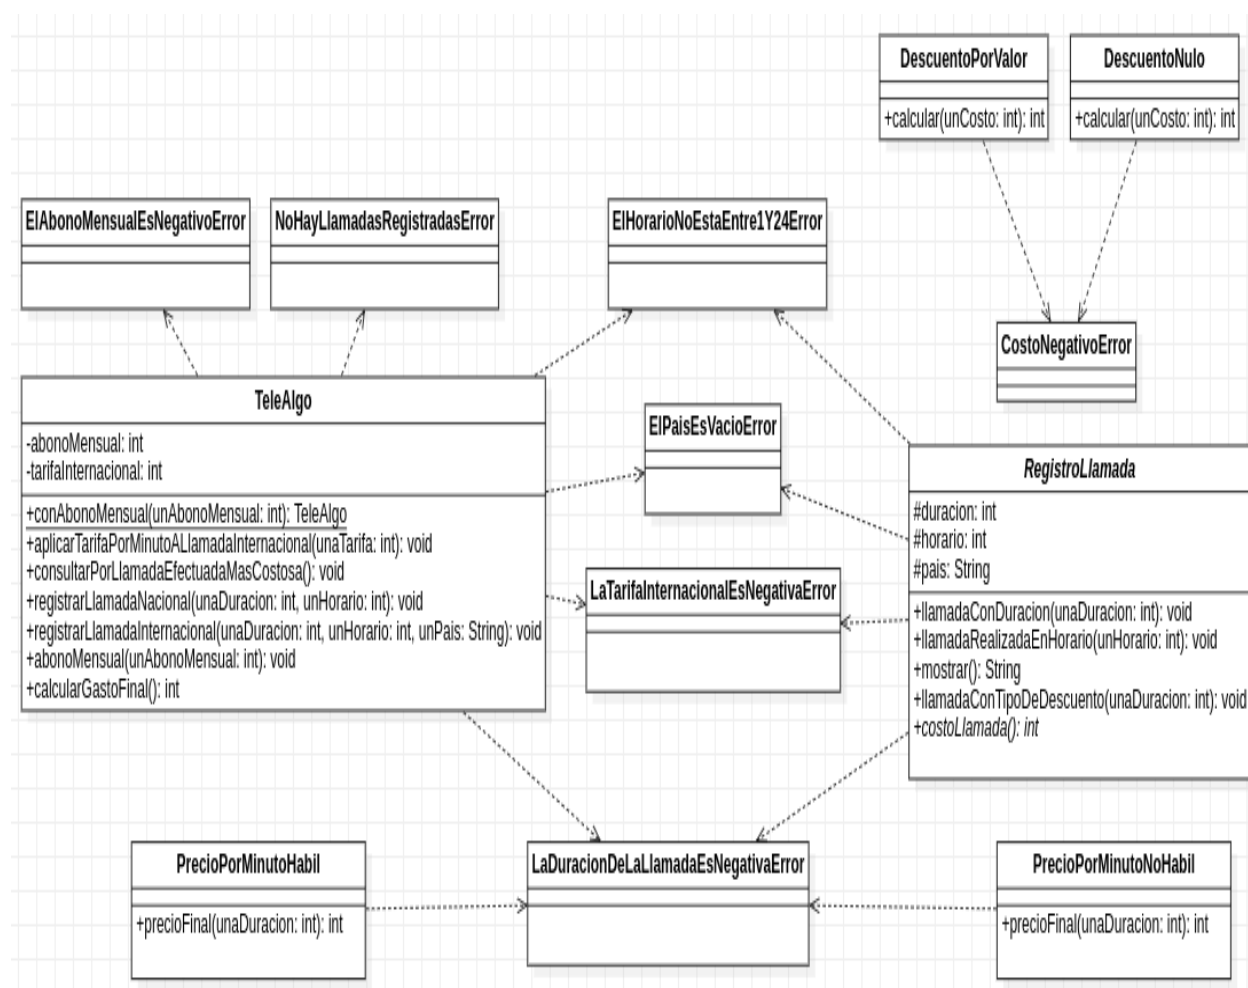 DescuentoPorValor
+calcular(unCosto: int): int
DescuentoNulo
+calcular(unCosto: int): int
ElAbonoMensualEsNegativoError
NoHayLlamadasRegistradasError
ElHorarioNoEstaEntre1Y24Error
CostoNegativoError
TeleAlgo
-abonoMensual: int
-tarifaInternacional: int
+conAbonoMensual(unAbonoMensual: int): TeleAlgo
+aplicarTarifaPorMinutoALlamadaInternacional(unaTarifa: int): void
+consultarPorLlamadaEfectuadaMasCostosa(): void
+registrarLlamadaNacional(unaDuracion: int, unHorario: int): void
+registrarLlamadaInternacional(unaDuracion: int, unHorario: int, unPais: String): void
+abonoMensual(unAbonoMensual: int): void
+calcularGastoFinal(): int
ElPaisEsVacioError
LaTarifaInternacionalEsNegativaError
RegistroLlamada
#duracion: int
#horario: int
#pais: String
+llamadaConDuracion(unaDuracion: int): void
+llamadaRealizadaEnHorario(unHorario: int): void
+mostrar(): String
+llamadaConTipoDeDescuento(unaDuracion: int): void
+costoLlamada(): int
PrecioPorMinutoHabil
+precioFinal(unaDuracion: int): int
LaDuracionDeLaLlamadaEsNegativaError
PrecioPorMinutoNoHabil
+precioFinal(unaDuracion: int): int